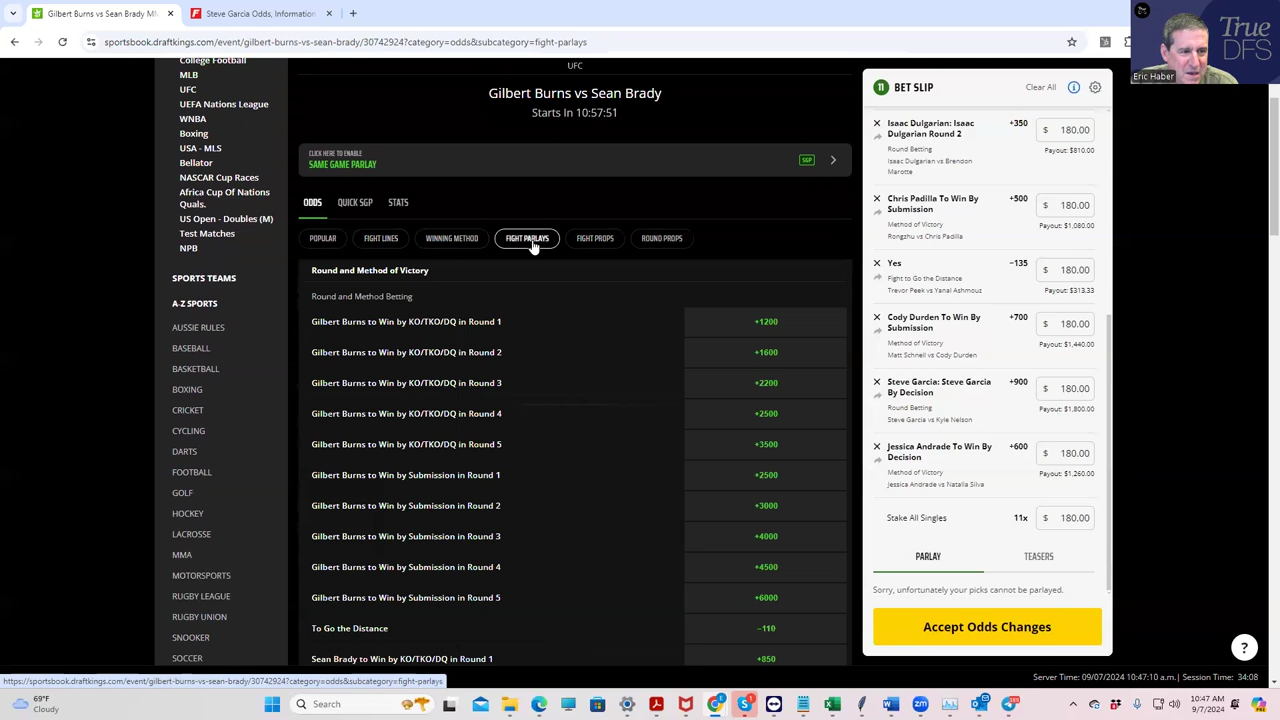 Gilbert Burns vs Sean Brady MM
Steve Garcia Odds, Information
sportsbook.draftkings.com/event/gilbert-burns-vs-sean-brady/30742924?category=odds&subcategory=fight-parlays
True
DFS
Eric Haber
College Football
MLB
UFC
UEFA Nations League
WNBA
Boxing
USA - MLS
Bellator
NASCAR Cup Races
Africa Cup Of Nations
Quals.
US Open - Doubles (M)
Test Matches
NPB
SPORTS TEAMS
A-Z SPORTS
AUSSIE RULES
BASEBALL
BASKETBALL
BOXING
CRICKET
CYCLING
DARTS
FOOTBALL
GOLF
HOCKEY
LACROSSE
MMA
MOTORSPORTS
RUGBY LEAGUE
RUGBY UNION
SNOOKER
SOCCER
UFC
Gilbert Burns vs Sean Brady
Starts In 10:57:51
CLICK HERE TO ENABLE
SAME GAME PARLAY
SGP
ODDS QUICK SGP STATS
POPULAR FIGHT LINES WINNING METHOD FIGHT PARLAYS FIGHT PROPS ROUND PROPS
Round and Method of Victory
Round and Method Betting
Gilbert Burns to Win by KO/TKO/DQ in Round 1 +1200
Gilbert Burns to Win by KO/TKO/DQ in Round 2 +1600
Gilbert Burns to Win by KO/TKO/DQ in Round 3 +2200
Gilbert Burns to Win by KO/TKO/DQ in Round 4 +2500
Gilbert Burns to Win by KO/TKO/DQ in Round 5 +3500
Gilbert Burns to Win by Submission in Round 1 +2500
Gilbert Burns to Win by Submission in Round 2 +3000
Gilbert Burns to Win by Submission in Round 3 +4000
Gilbert Burns to Win by Submission in Round 4 +4500
Gilbert Burns to Win by Submission in Round 5 +6000
To Go the Distance −110
Sean Brady to Win by KO/TKO/DQ in Round 1 +850
11 BET SLIP Clear All
Isaac Dulgarian: Isaac +350 $ 180.00
Dulgarian Round 2
Round Betting Payout: $810.00
Isaac Dulgarian vs Brendon
Marotte
Chris Padilla To Win By +500 $ 180.00
Submission
Method of Victory Payout: $1,080.00
Rongzhu vs Chris Padilla
Yes −135 $ 180.00
Fight to Go the Distance
Trevor Peek vs Yanal Ashmouz Payout: $313.33
Cody Durden To Win By +700 $ 180.00
Submission
Method of Victory Payout: $1,440.00
Matt Schnell vs Cody Durden
Steve Garcia: Steve Garcia +900 $ 180.00
By Decision
Round Betting Payout: $1,800.00
Steve Garcia vs Kyle Nelson
Jessica Andrade To Win By +600 $ 180.00
Decision
Method of Victory Payout: $1,260.00
Jessica Andrade vs Natalia Silva
Stake All Singles 11x $ 180.00
PARLAY TEASERS
Sorry, unfortunately your picks cannot be parlayed.
Accept Odds Changes
?
https://sportsbook.draftkings.com/event/gilbert-burns-vs-sean-brady/30742924?category=odds&subcategory=fight-parlays
Server Time: 09/07/2024 10:47:10 a.m.| Session Time: 34:08
69°F
Cloudy
Search
10:47 AM
9/7/2024